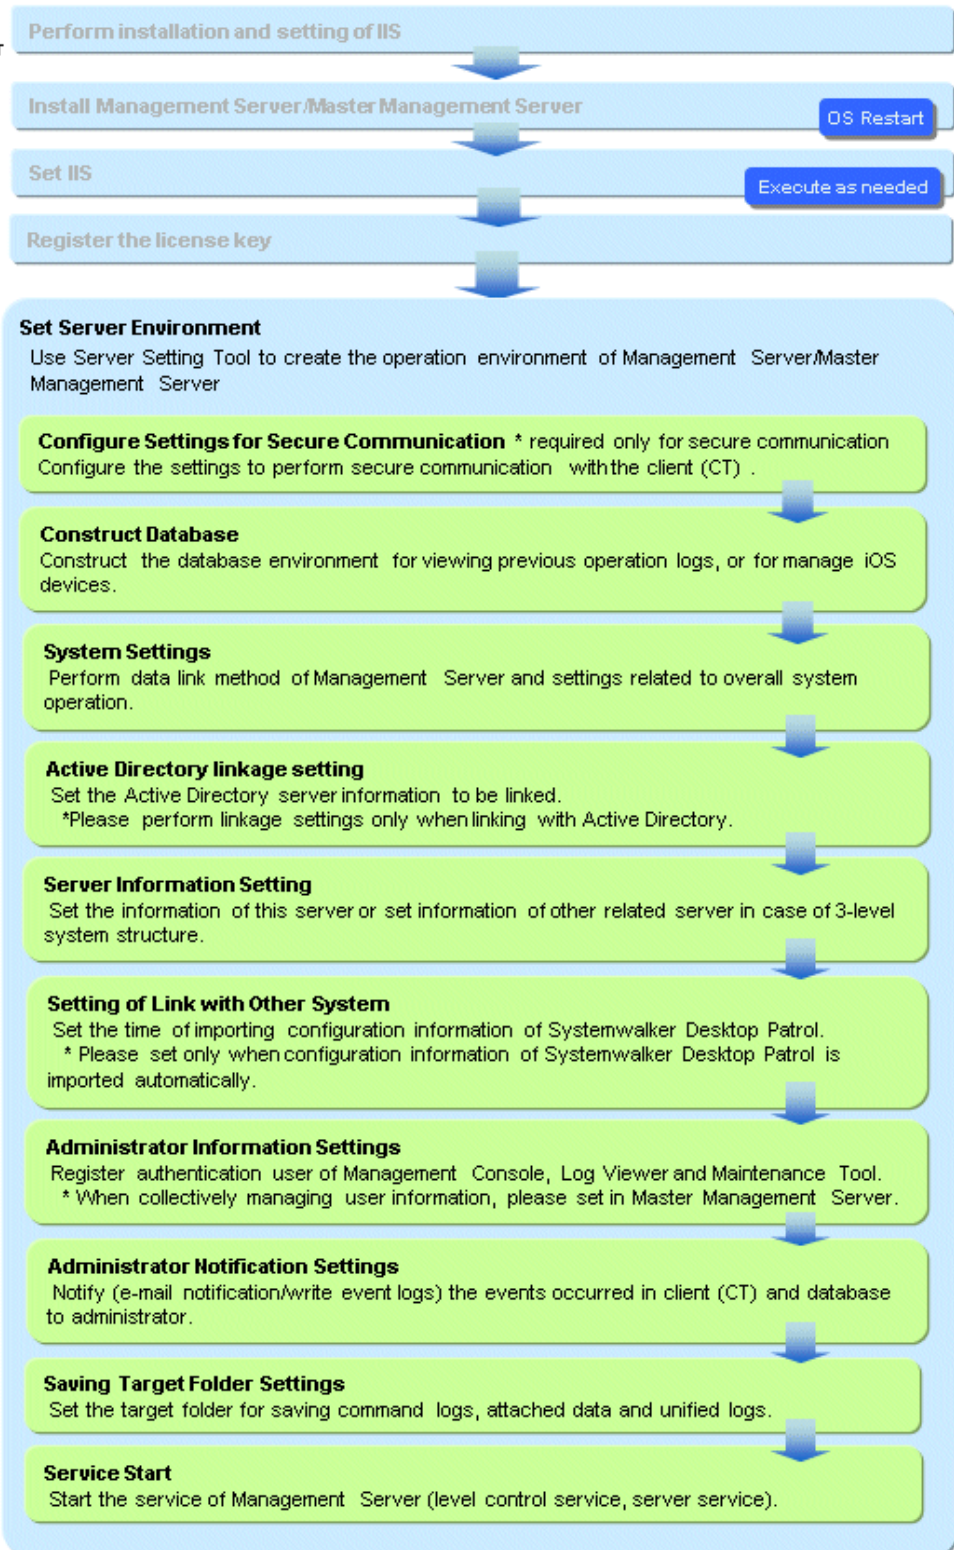 Perform installation and setting of IIS
r
Install Management Server/Master Management Server
OS Restart
Set IIS
Execute as needed
Register the license key
Set Server Environment
Use Server Setting Tool to create the operation environment of Management Server/Master
Management Server
Configure Settings for Secure Communication * required only for secure communication
Configure the settings to perform secure communication with the client (CT) .
Construct Database
Construct the database environment for viewing previous operation logs, or for manage iOS
devices.
System Settings
Perform data link method of Management Server and settings related to overall system
operation.
Active Directory linkage setting
Set the Active Directory server information to be linked.
*Please perform linkage settings only when linking with Active Directory.
Server Information Setting
Set the information of this server or set information of other related server in case of 3-level
system structure.
Setting of Link with Other System
Set the time of importing configuration information of Systemwalker Desktop Patrol.
* Please set only when configuration information of Systemwalker Desktop Patrol is
imported automatically.
Administrator Information Settings
Register authentication user of Management Console, Log Viewer and Maintenance Tool.
* When collectively managing user information, please set in Master Management Server.
Administrator Notification Settings
Notify (e-mail notification/write event logs) the events occurred in client (CT) and database
to administrator.
Saving Target Folder Settings
Set the target folder for saving command logs, attached data and unified logs.
Service Start
Start the service of Management Server (level control service, server service).